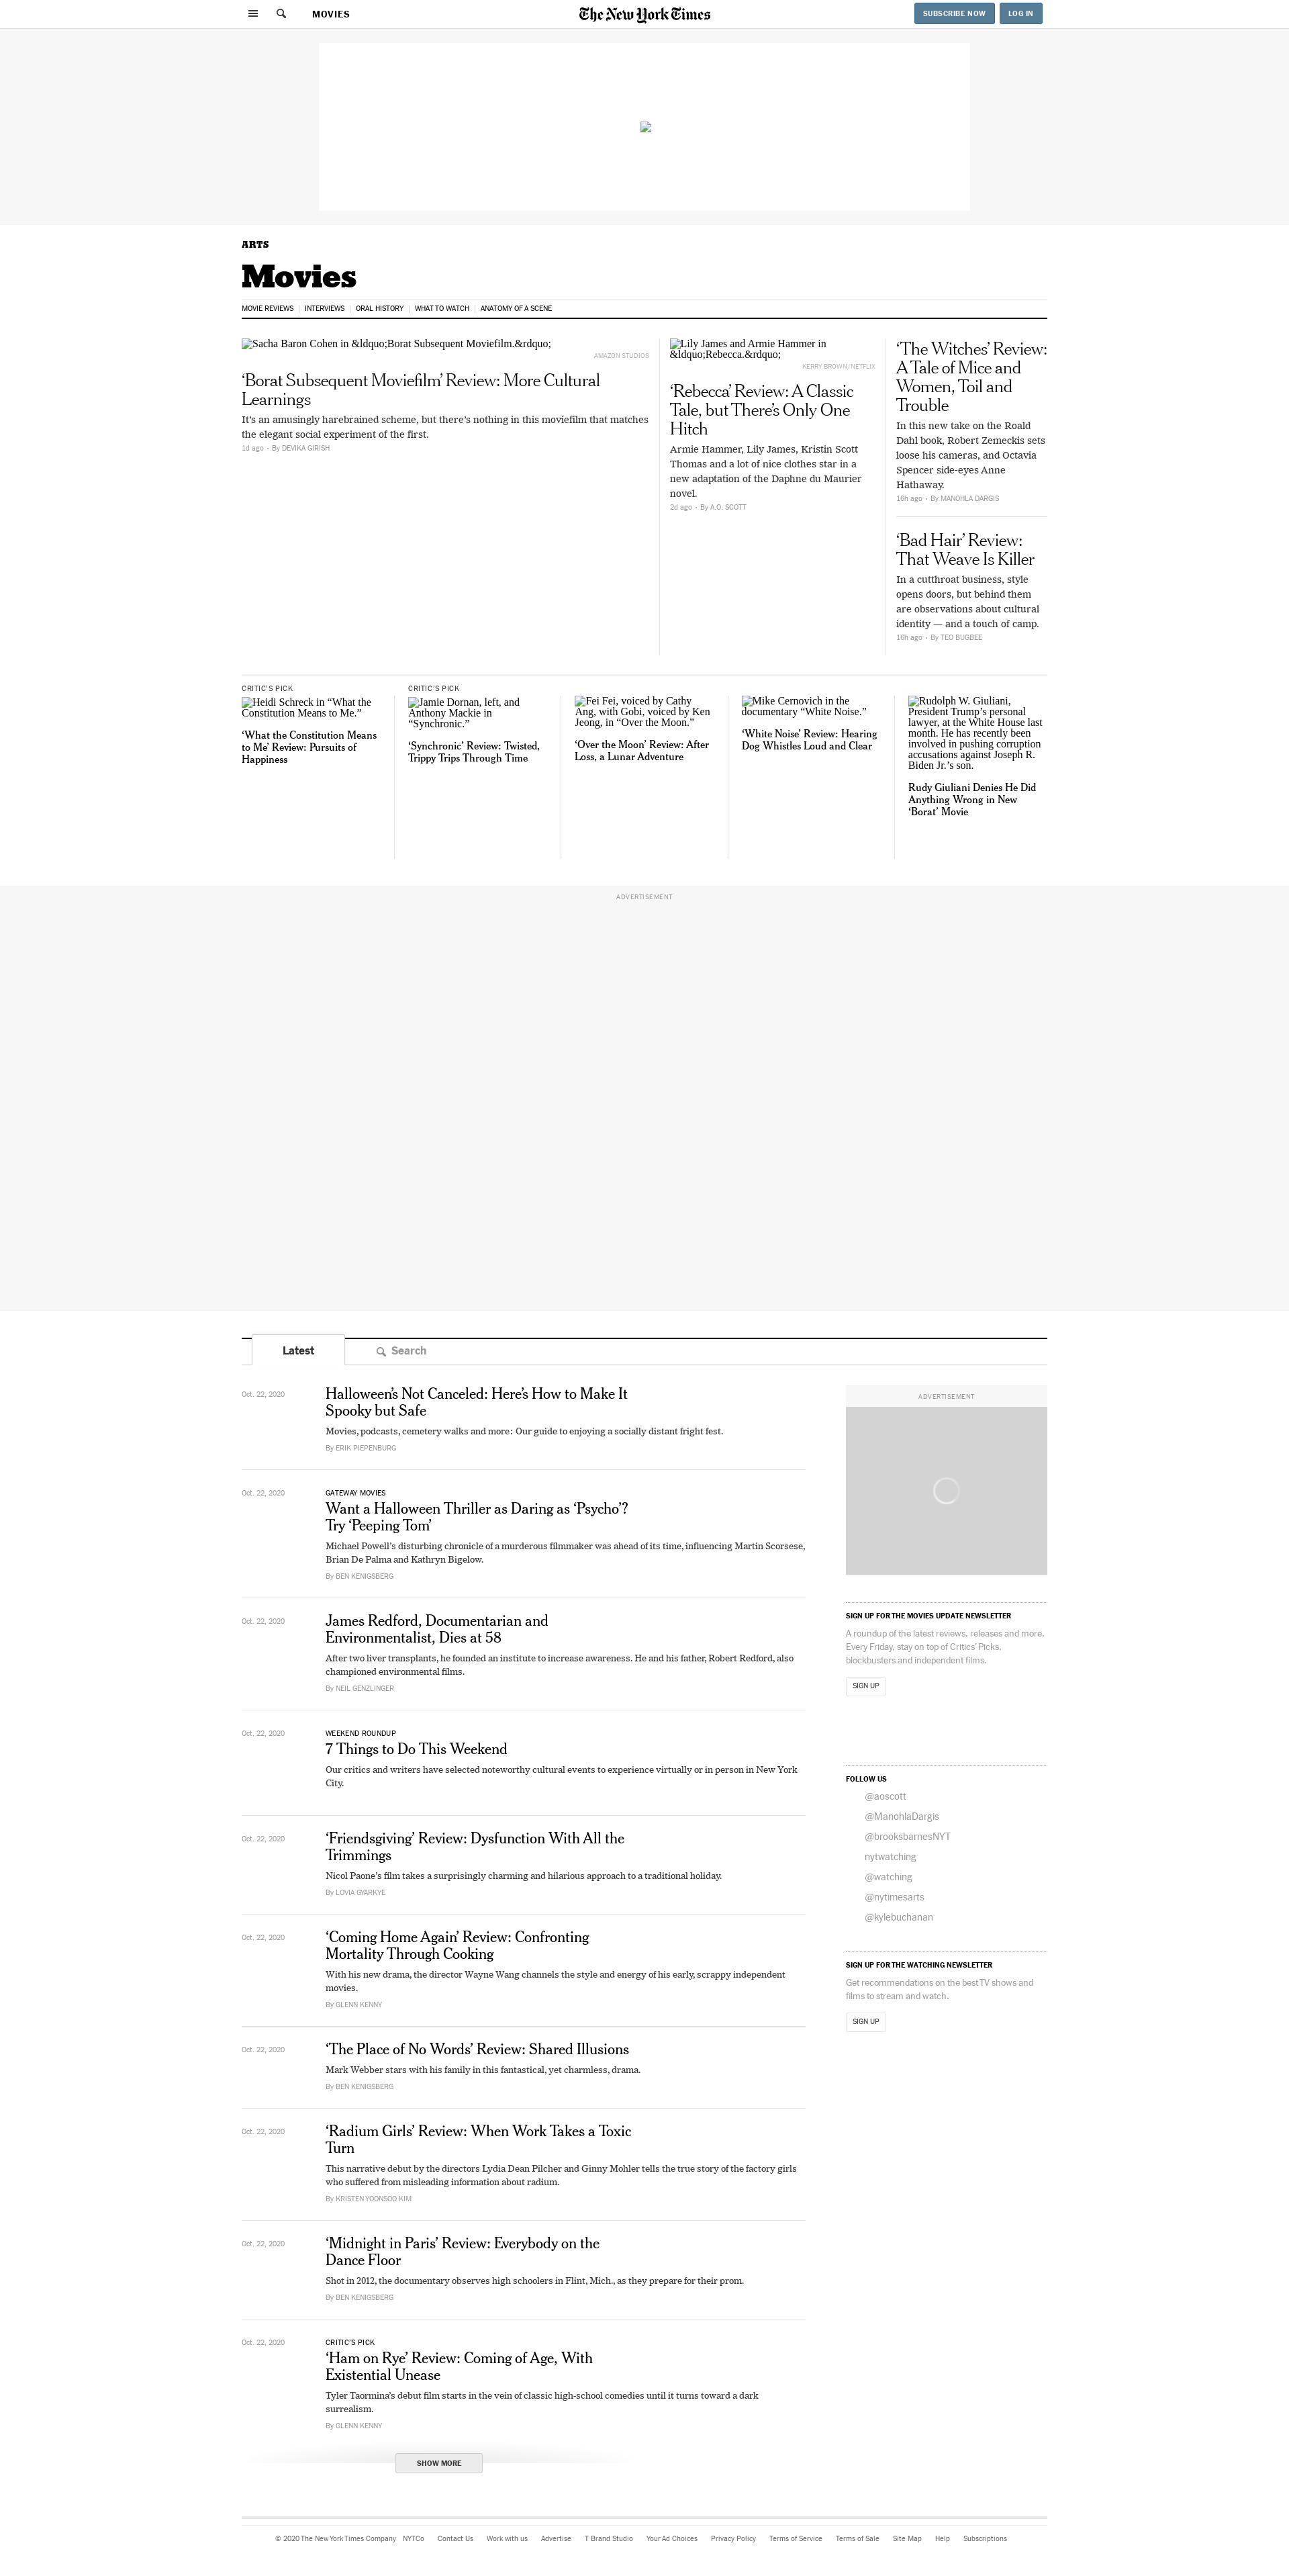 MOVIES
The New York Times
SUBSCRIBE NOW
LOG IN
ARTS
Movies
MOVIE REVIEWS
INTERVIEWS
ORAL HISTORY
WHAT TO WATCH
ANATOMY OF A SCENE
Sacha Baron Cohen in &ldquo;Borat Subsequent Moviefilm.&rdquo;
AMAZON STUDIOS
‘Borat Subsequent Moviefilm’ Review: More Cultural
Learnings
It’s an amusingly harebrained scheme, but there’s nothing in this moviefilm that matches
the elegant social experiment of the first.
1d ago • By DEVIKA GIRISH
Lily James and Armie Hammer in
&ldquo;Rebecca.&rdquo;
KERRY BROWN/NETFLIX
‘Rebecca’ Review: A Classic
Tale, but There’s Only One
Hitch
Armie Hammer, Lily James, Kristin Scott
Thomas and a lot of nice clothes star in a
new adaptation of the Daphne du Maurier
novel.
2d ago • By A.O. SCOTT
‘The Witches’ Review:
A Tale of Mice and
Women, Toil and
Trouble
In this new take on the Roald
Dahl book, Robert Zemeckis sets
loose his cameras, and Octavia
Spencer side-eyes Anne
Hathaway.
16h ago • By MANOHLA DARGIS
‘Bad Hair’ Review:
That Weave Is Killer
In a cutthroat business, style
opens doors, but behind them
are observations about cultural
identity — and a touch of camp.
16h ago • By TEO BUGBEE
CRITIC’S PICK
Heidi Schreck in “What the
Constitution Means to Me.”
‘What the Constitution Means
to Me’ Review: Pursuits of
Happiness
CRITIC’S PICK
Jamie Dornan, left, and
Anthony Mackie in
“Synchronic.”
‘Synchronic’ Review: Twisted,
Trippy Trips Through Time
Fei Fei, voiced by Cathy
Ang, with Gobi, voiced by Ken
Jeong, in “Over the Moon.”
‘Over the Moon’ Review: After
Loss, a Lunar Adventure
Mike Cernovich in the
documentary “White Noise.”
‘White Noise’ Review: Hearing
Dog Whistles Loud and Clear
Rudolph W. Giuliani,
President Trump’s personal
lawyer, at the White House last
month. He has recently been
involved in pushing corruption
accusations against Joseph R.
Biden Jr.’s son.
Rudy Giuliani Denies He Did
Anything Wrong in New
‘Borat’ Movie
ADVERTISEMENT
Latest
Search
Oct. 22, 2020
Halloween’s Not Canceled: Here’s How to Make It
Spooky but Safe
Movies, podcasts, cemetery walks and more: Our guide to enjoying a socially distant fright fest.
By ERIK PIEPENBURG
Oct. 22, 2020
GATEWAY MOVIES
Want a Halloween Thriller as Daring as ‘Psycho’?
Try ‘Peeping Tom’
Michael Powell’s disturbing chronicle of a murderous filmmaker was ahead of its time, influencing Martin Scorsese,
Brian De Palma and Kathryn Bigelow.
By BEN KENIGSBERG
Oct. 22, 2020
James Redford, Documentarian and
Environmentalist, Dies at 58
After two liver transplants, he founded an institute to increase awareness. He and his father, Robert Redford, also
championed environmental films.
By NEIL GENZLINGER
Oct. 22, 2020
WEEKEND ROUNDUP
7 Things to Do This Weekend
Our critics and writers have selected noteworthy cultural events to experience virtually or in person in New York
City.
Oct. 22, 2020
‘Friendsgiving’ Review: Dysfunction With All the
Trimmings
Nicol Paone’s film takes a surprisingly charming and hilarious approach to a traditional holiday.
By LOVIA GYARKYE
Oct. 22, 2020
‘Coming Home Again’ Review: Confronting
Mortality Through Cooking
With his new drama, the director Wayne Wang channels the style and energy of his early, scrappy independent
movies.
By GLENN KENNY
Oct. 22, 2020
‘The Place of No Words’ Review: Shared Illusions
Mark Webber stars with his family in this fantastical, yet charmless, drama.
By BEN KENIGSBERG
Oct. 22, 2020
‘Radium Girls’ Review: When Work Takes a Toxic
Turn
This narrative debut by the directors Lydia Dean Pilcher and Ginny Mohler tells the true story of the factory girls
who suffered from misleading information about radium.
By KRISTEN YOONSOO KIM
Oct. 22, 2020
‘Midnight in Paris’ Review: Everybody on the
Dance Floor
Shot in 2012, the documentary observes high schoolers in Flint, Mich., as they prepare for their prom.
By BEN KENIGSBERG
Oct. 22, 2020
CRITIC’S PICK
‘Ham on Rye’ Review: Coming of Age, With
Existential Unease
Tyler Taormina’s debut film starts in the vein of classic high-school comedies until it turns toward a dark
surrealism.
By GLENN KENNY
SHOW MORE
ADVERTISEMENT
SIGN UP FOR THE MOVIES UPDATE NEWSLETTER
A roundup of the latest reviews, releases and more.
Every Friday, stay on top of Critics’ Picks,
blockbusters and independent films.
SIGN UP
FOLLOW US
@aoscott
@ManohlaDargis
@brooksbarnesNYT
nytwatching
@watching
@nytimesarts
@kylebuchanan
SIGN UP FOR THE WATCHING NEWSLETTER
Get recommendations on the best TV shows and
films to stream and watch.
SIGN UP
© 2020 The New York Times Company NYTCo Contact Us Work with us Advertise T Brand Studio Your Ad Choices Privacy Policy Terms of Service Terms of Sale Site Map Help Subscriptions